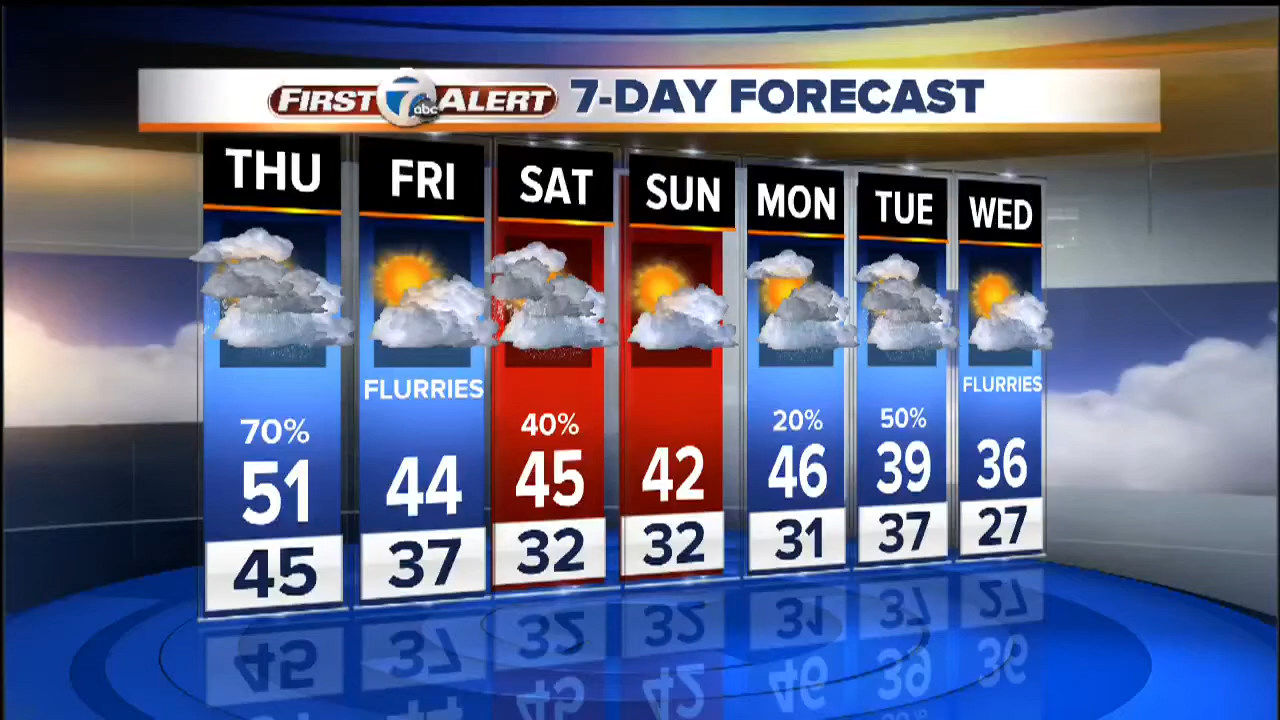 FIRST 7 abc ALERT 7-DAY FORECAST
THU FRI SAT SUN MON TUE WED
FLURRIES FLURRIES
70% 40% 20% 50%
51 44 45 42 46 39 36
45 37 32 32 31 37 27